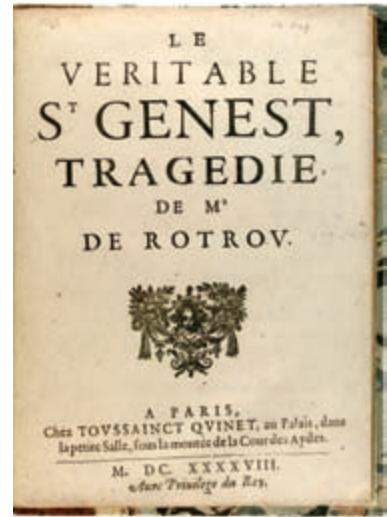 LE
VERITABLE
Sᵀ GENEST,
TRAGEDIE.
DE Mᴿ
DE ROTROV.
A PARIS,
Chez TOVSSAINCT QVINET, au Palais, dans
la petite Salle, sous la montée de la Cour des Aydes.
M. DC. XXXXVIII.
Auec Priuilege du Roy.